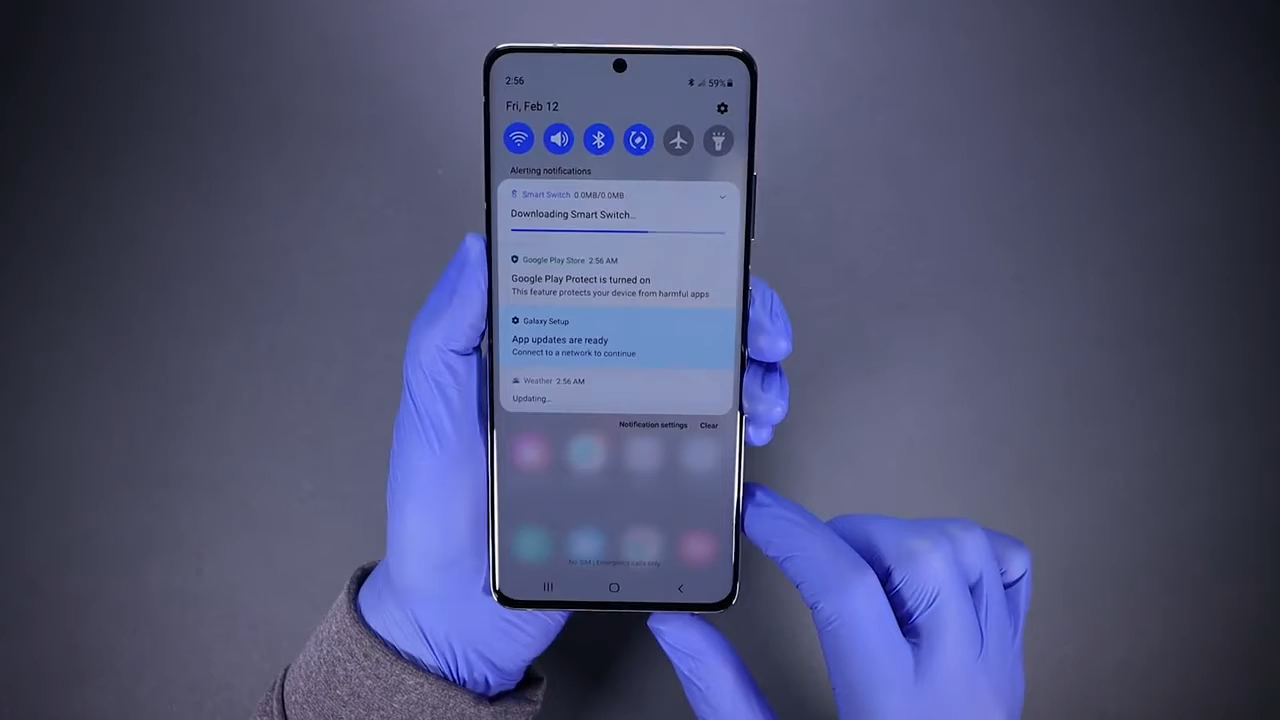 2:56
59%
Fri, Feb 12
Alerting notifications
Smart Switch 0.0MB/0.0MB
Downloading Smart Switch...
Google Play Store 2:56 AM
Google Play Protect is turned on
This feature protects your device from harmful apps
Galaxy Setup
App updates are ready
Connect to a network to continue
Weather 2:56 AM
Updating...
Notification settings Clear
No SIM | Emergency calls only